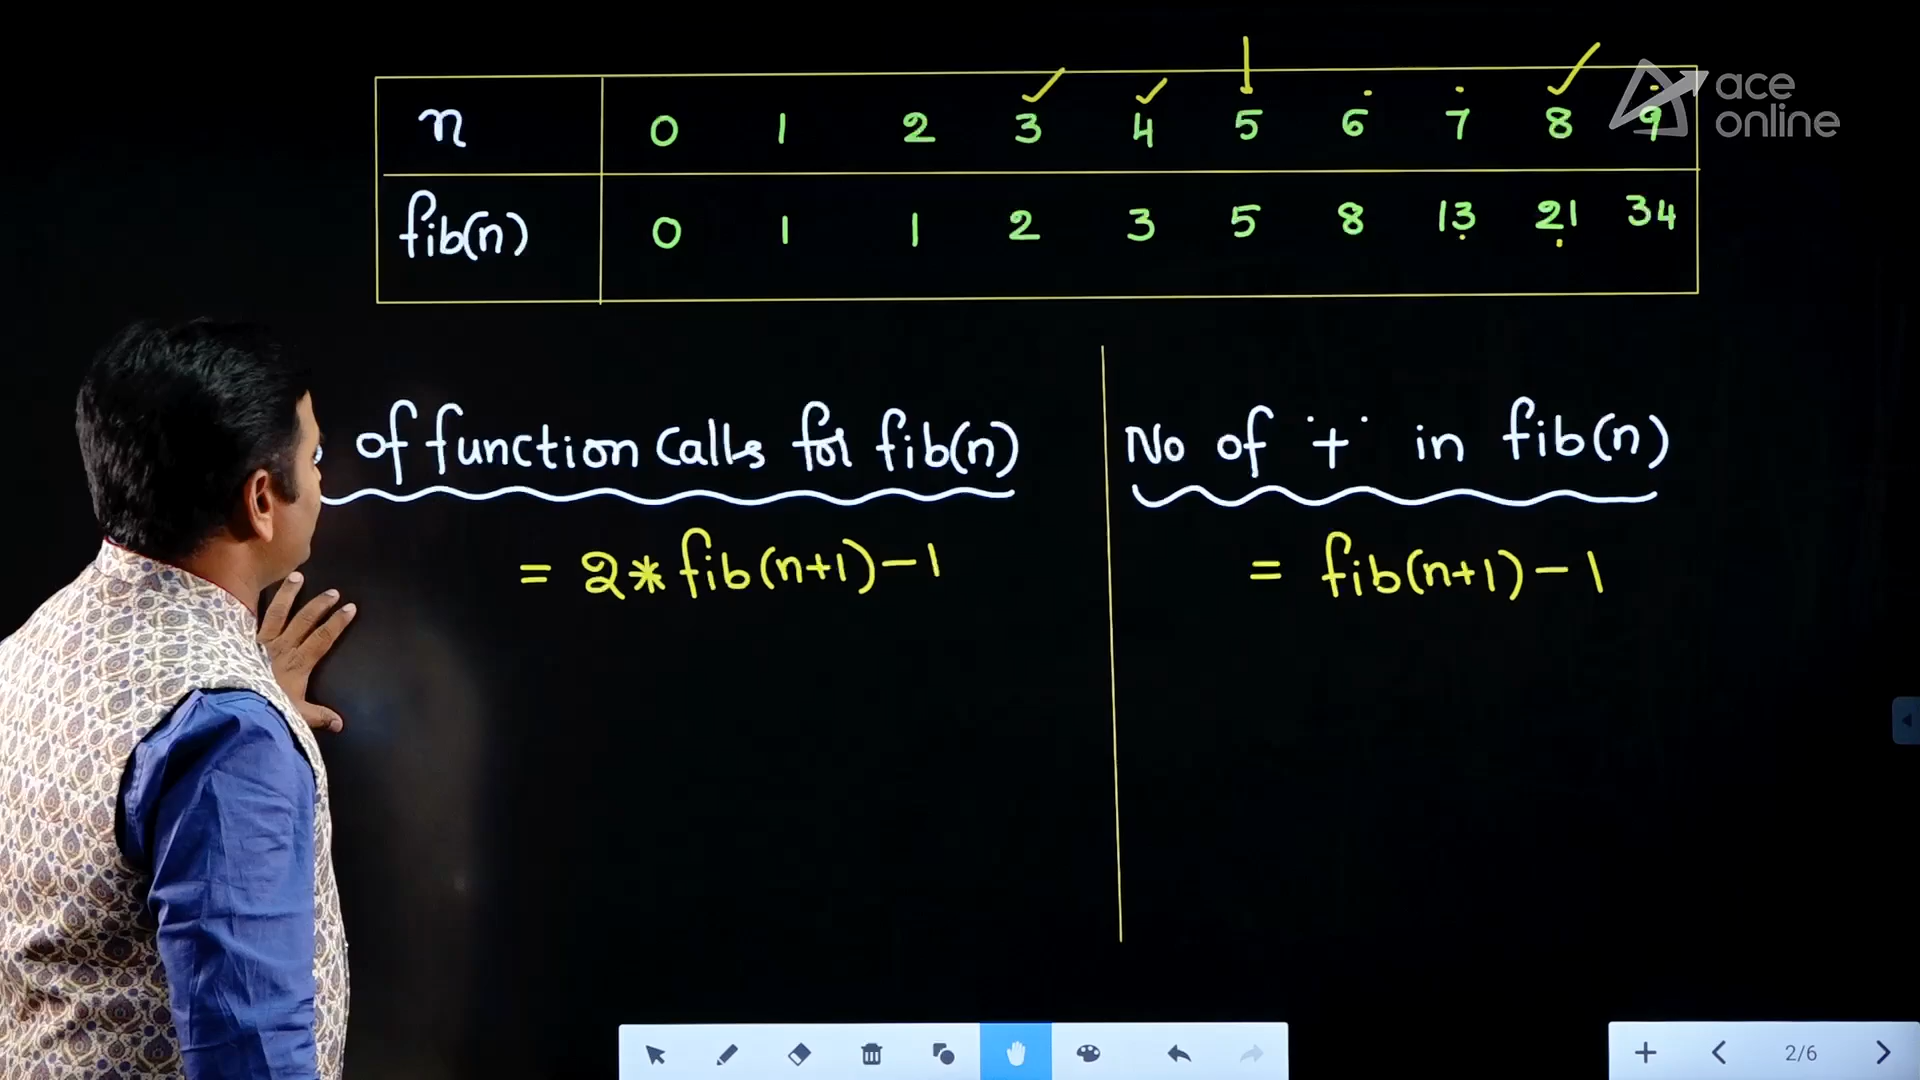 ace
online
n 0 1 2 3 4 5 6 7 8 9
fib(n) 0 1 1 2 3 5 8 13 21 34
of function calls for fib(n)
= 2*fib(n+1)-1
No of '+' in fib(n)
= fib(n+1)-1
2/6